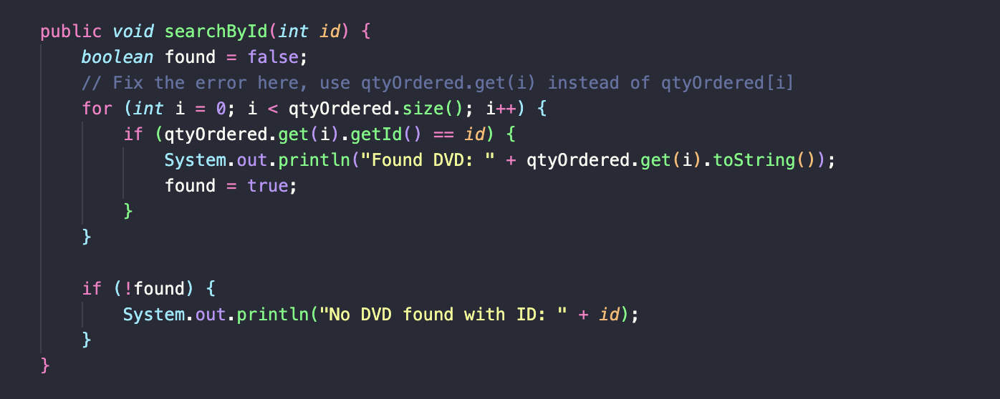 public void searchById(int id) {
    boolean found = false;
    // Fix the error here, use qtyOrdered.get(i) instead of qtyOrdered[i]
    for (int i = 0; i < qtyOrdered.size(); i++) {
        if (qtyOrdered.get(i).getId() == id) {
            System.out.println("Found DVD: " + qtyOrdered.get(i).toString());
            found = true;
        }
    }

    if (!found) {
        System.out.println("No DVD found with ID: " + id);
    }
}